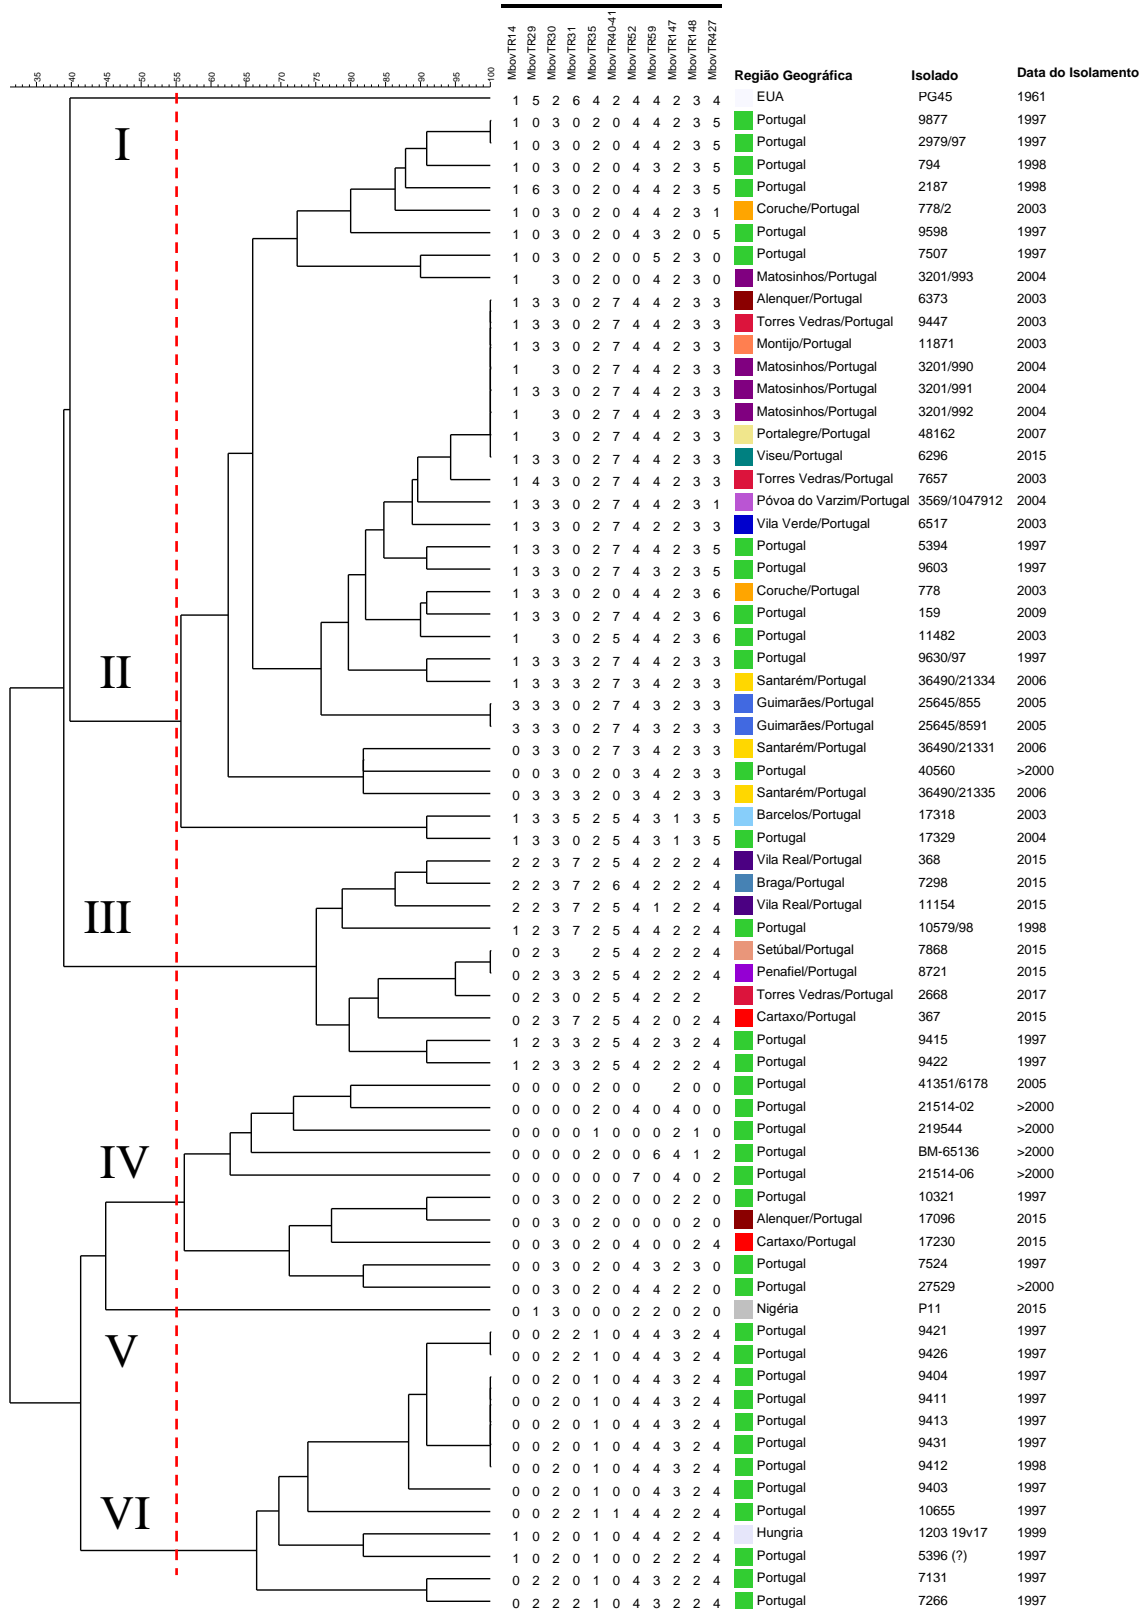 MbovTR14 MbovTR29 MbovTR30 MbovTR31 MbovTR35 MbovTR40-41 MbovTR52 MbovTR59 MbovTR147 MbovTR148 MbovTR427
35 40 45 50 55 60 65 70 75 80 85 90 95 100
Região Geográfica Isolado Data do Isolamento
1 5 2 6 4 2 4 4 2 3 4 EUA PG45 1961
1 0 3 0 2 0 4 4 2 3 5 Portugal 9877 1997
I
1 0 3 0 2 0 4 4 2 3 5 Portugal 2979/97 1997
1 0 3 0 2 0 4 3 2 3 5 Portugal 794 1998
1 6 3 0 2 0 4 4 2 3 5 Portugal 2187 1998
1 0 3 0 2 0 4 4 2 3 1 Coruche/Portugal 778/2 2003
1 0 3 0 2 0 4 3 2 0 5 Portugal 9598 1997
1 0 3 0 2 0 0 5 2 3 0 Portugal 7507 1997
1 3 0 2 0 0 4 2 3 0 Matosinhos/Portugal 3201/993 2004
1 3 3 0 2 7 4 4 2 3 3 Alenquer/Portugal 6373 2003
1 3 3 0 2 7 4 4 2 3 3 Torres Vedras/Portugal 9447 2003
1 3 3 0 2 7 4 4 2 3 3 Montijo/Portugal 11871 2003
1 3 0 2 7 4 4 2 3 3 Matosinhos/Portugal 3201/990 2004
1 3 3 0 2 7 4 4 2 3 3 Matosinhos/Portugal 3201/991 2004
1 3 0 2 7 4 4 2 3 3 Matosinhos/Portugal 3201/992 2004
1 3 0 2 7 4 4 2 3 3 Portalegre/Portugal 48162 2007
1 3 3 0 2 7 4 4 2 3 3 Viseu/Portugal 6296 2015
1 4 3 0 2 7 4 4 2 3 3 Torres Vedras/Portugal 7657 2003
1 3 3 0 2 7 4 4 2 3 1 Póvoa do Varzim/Portugal 3569/1047912 2004
1 3 3 0 2 7 4 2 2 3 3 Vila Verde/Portugal 6517 2003
1 3 3 0 2 7 4 4 2 3 5 Portugal 5394 1997
1 3 3 0 2 7 4 3 2 3 5 Portugal 9603 1997
1 3 3 0 2 0 4 4 2 3 6 Coruche/Portugal 778 2003
1 3 3 0 2 7 4 4 2 3 6 Portugal 159 2009
1 3 0 2 5 4 4 2 3 6 Portugal 11482 2003
1 3 3 3 2 7 4 4 2 3 3 Portugal 9630/97 1997
II
1 3 3 3 2 7 3 4 2 3 3 Santarém/Portugal 36490/21334 2006
3 3 3 0 2 7 4 3 2 3 3 Guimarães/Portugal 25645/855 2005
3 3 3 0 2 7 4 3 2 3 3 Guimarães/Portugal 25645/8591 2005
0 3 3 0 2 7 3 4 2 3 3 Santarém/Portugal 36490/21331 2006
0 0 3 0 2 0 3 4 2 3 3 Portugal 40560 >2000
0 3 3 3 2 0 3 4 2 3 3 Santarém/Portugal 36490/21335 2006
1 3 3 5 2 5 4 3 1 3 5 Barcelos/Portugal 17318 2003
1 3 3 0 2 5 4 3 1 3 5 Portugal 17329 2004
2 2 3 7 2 5 4 2 2 2 4 Vila Real/Portugal 368 2015
2 2 3 7 2 6 4 2 2 2 4 Braga/Portugal 7298 2015
2 2 3 7 2 5 4 1 2 2 4 Vila Real/Portugal 11154 2015
III
1 2 3 7 2 5 4 4 2 2 4 Portugal 10579/98 1998
0 2 3 2 5 4 2 2 2 4 Setúbal/Portugal 7868 2015
0 2 3 3 2 5 4 2 2 2 4 Penafiel/Portugal 8721 2015
0 2 3 0 2 5 4 2 2 2 Torres Vedras/Portugal 2668 2017
0 2 3 7 2 5 4 2 0 2 4 Cartaxo/Portugal 367 2015
1 2 3 3 2 5 4 2 3 2 4 Portugal 9415 1997
1 2 3 3 2 5 4 2 2 2 4 Portugal 9422 1997
0 0 0 0 2 0 0 2 0 0 Portugal 41351/6178 2005
0 0 0 0 2 0 4 0 4 0 0 Portugal 21514-02 >2000
0 0 0 0 1 0 0 0 2 1 0 Portugal 219544 >2000
0 0 0 0 2 0 0 6 4 1 2 Portugal BM-65136 >2000
IV
0 0 0 0 0 0 7 0 4 0 2 Portugal 21514-06 >2000
0 0 3 0 2 0 0 0 2 2 0 Portugal 10321 1997
0 0 3 0 2 0 0 0 0 2 0 Alenquer/Portugal 17096 2015
0 0 3 0 2 0 4 0 0 2 4 Cartaxo/Portugal 17230 2015
0 0 3 0 2 0 4 3 2 3 0 Portugal 7524 1997
0 0 3 0 2 0 4 4 2 2 0 Portugal 27529 >2000
0 1 3 0 0 0 2 2 0 2 0 Nigéria P11 2015
0 0 2 2 1 0 4 4 3 2 4 Portugal 9421 1997
V
0 0 2 2 1 0 4 4 3 2 4 Portugal 9426 1997
0 0 2 0 1 0 4 4 3 2 4 Portugal 9404 1997
0 0 2 0 1 0 4 4 3 2 4 Portugal 9411 1997
0 0 2 0 1 0 4 4 3 2 4 Portugal 9413 1997
0 0 2 0 1 0 4 4 3 2 4 Portugal 9431 1997
0 0 2 0 1 0 4 4 3 2 4 Portugal 9412 1998
0 0 2 0 1 0 0 4 3 2 4 Portugal 9403 1997
VI
0 0 2 2 1 1 4 4 2 2 4 Portugal 10655 1997
1 0 2 0 1 0 4 4 2 2 4 Hungria 1203 19v17 1999
1 0 2 0 1 0 0 2 2 2 4 Portugal 5396 (?) 1997
0 2 2 0 1 0 4 3 2 2 4 Portugal 7131 1997
0 2 2 2 1 0 4 3 2 2 4 Portugal 7266 1997